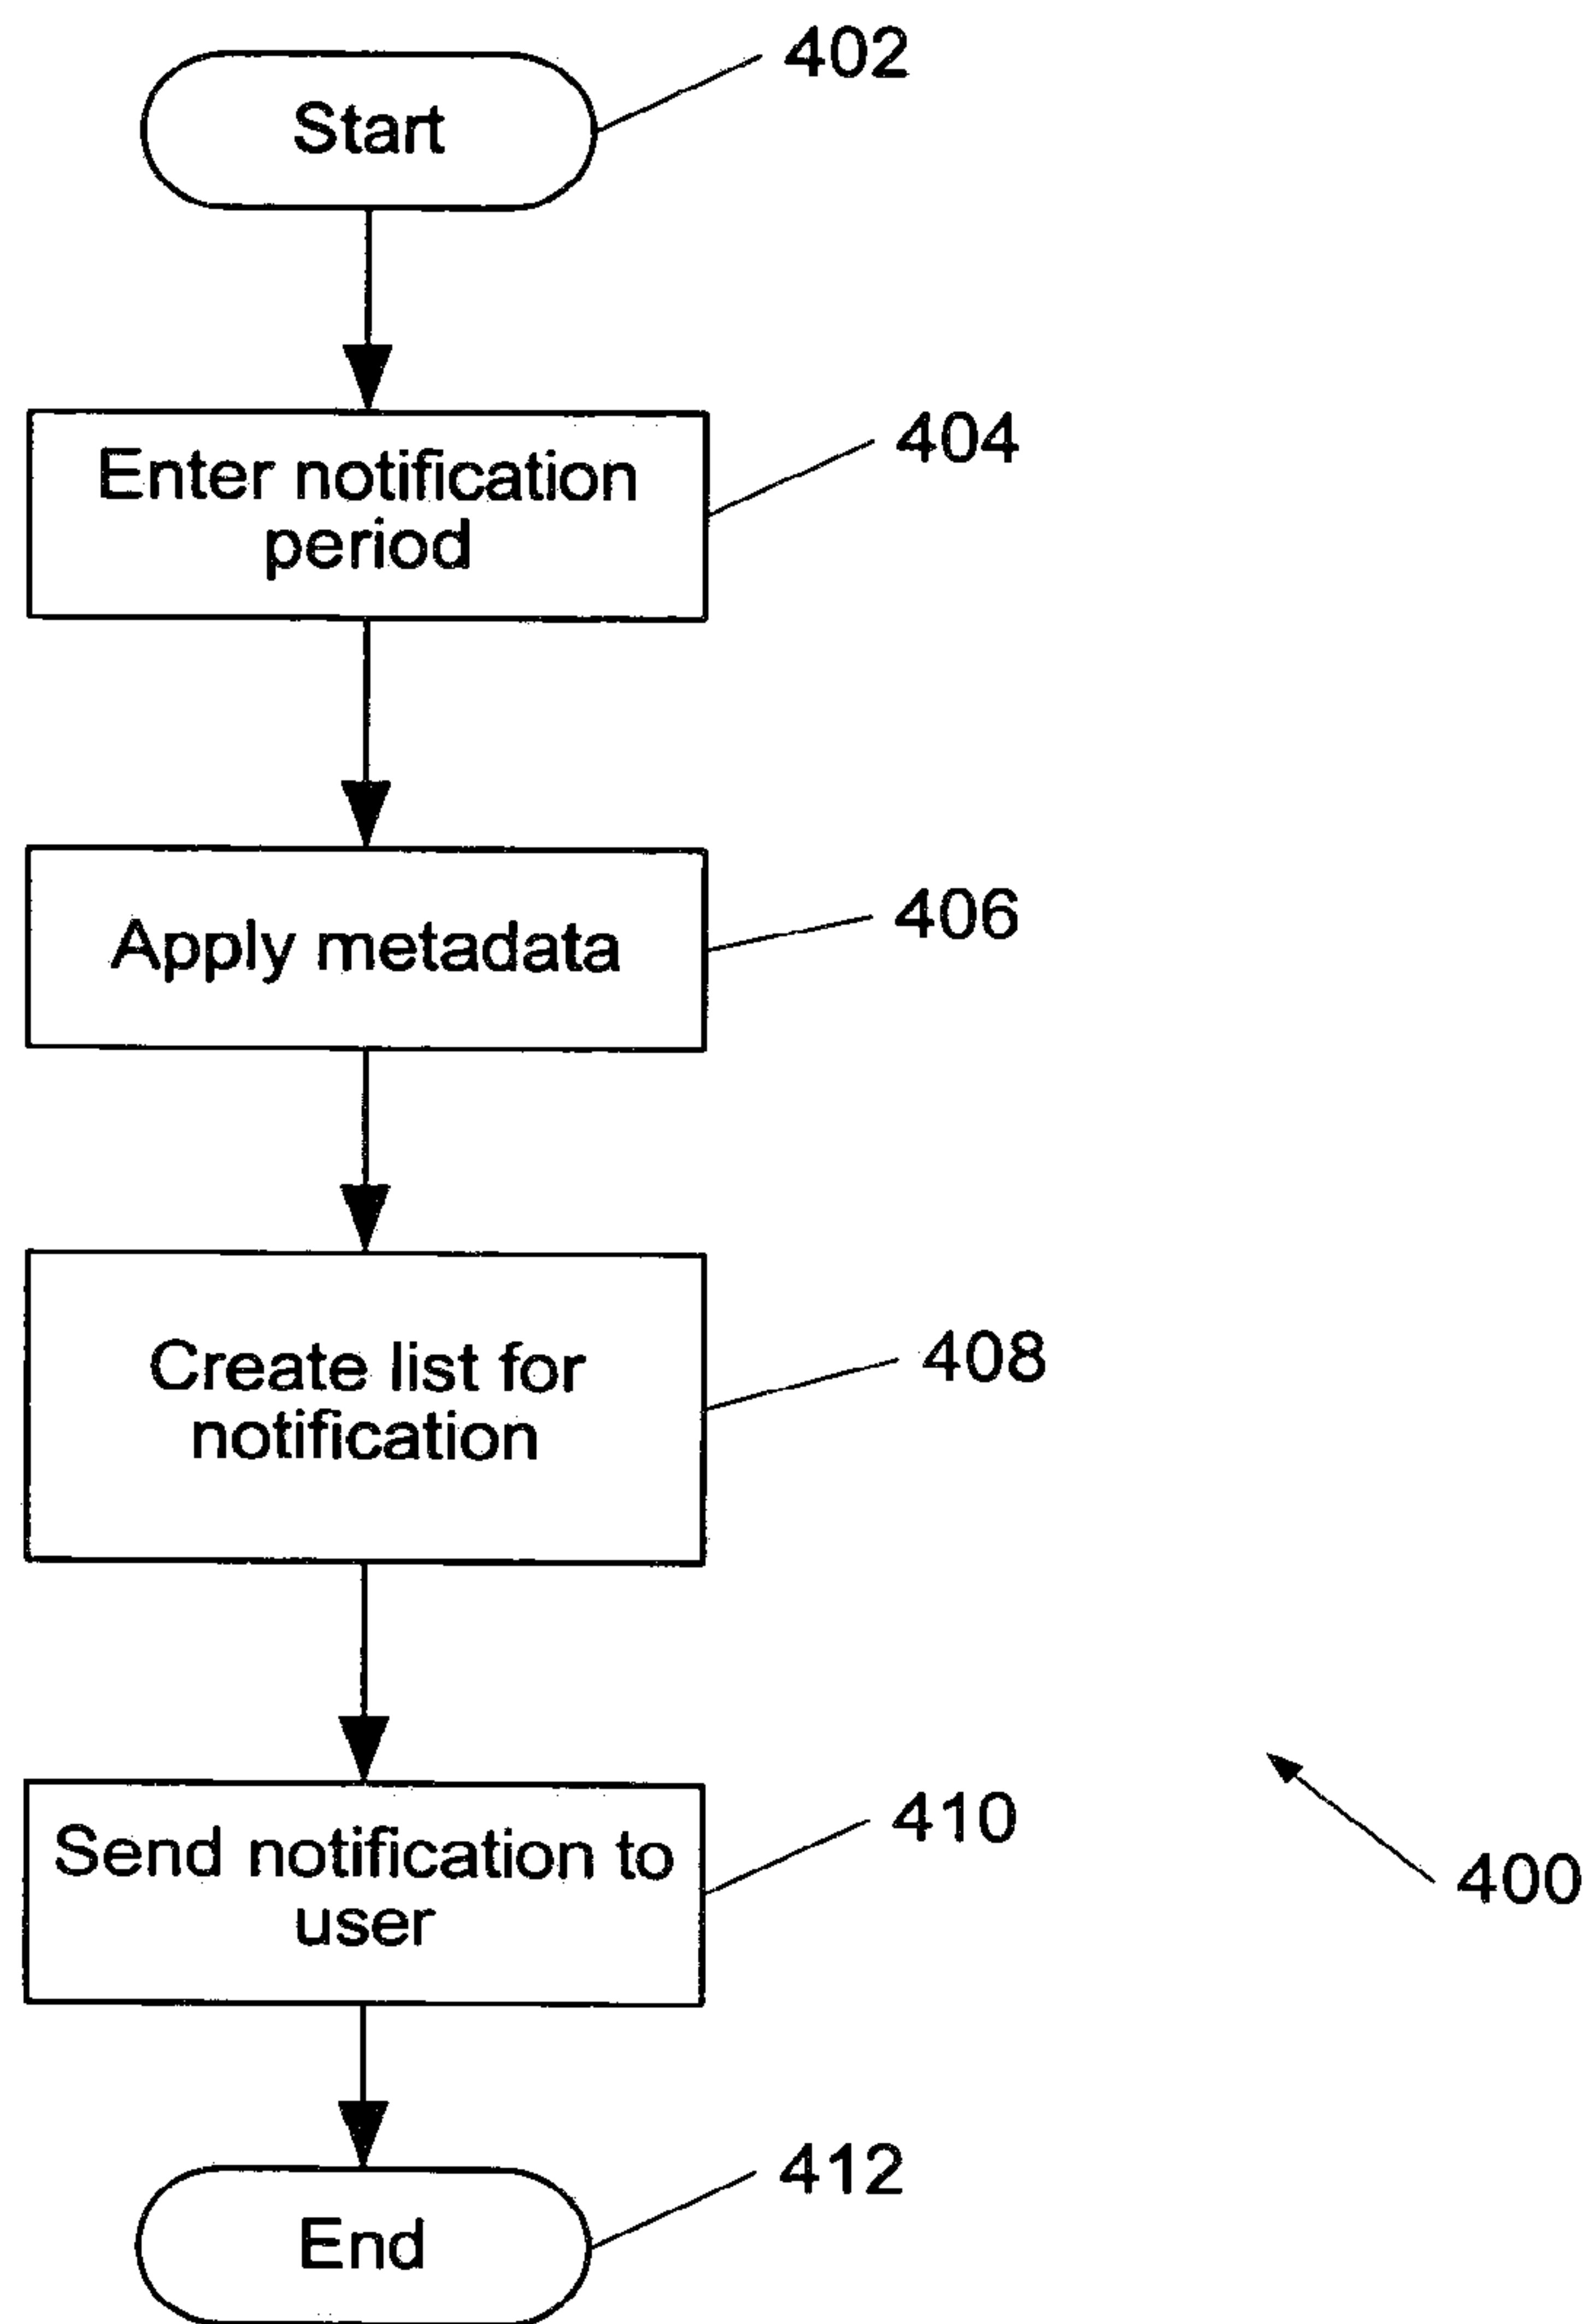 402
Start
404
Enter notification
period
406
Apply metadata
408
Create list for
notification
410
Send notification to
user
400
412
End